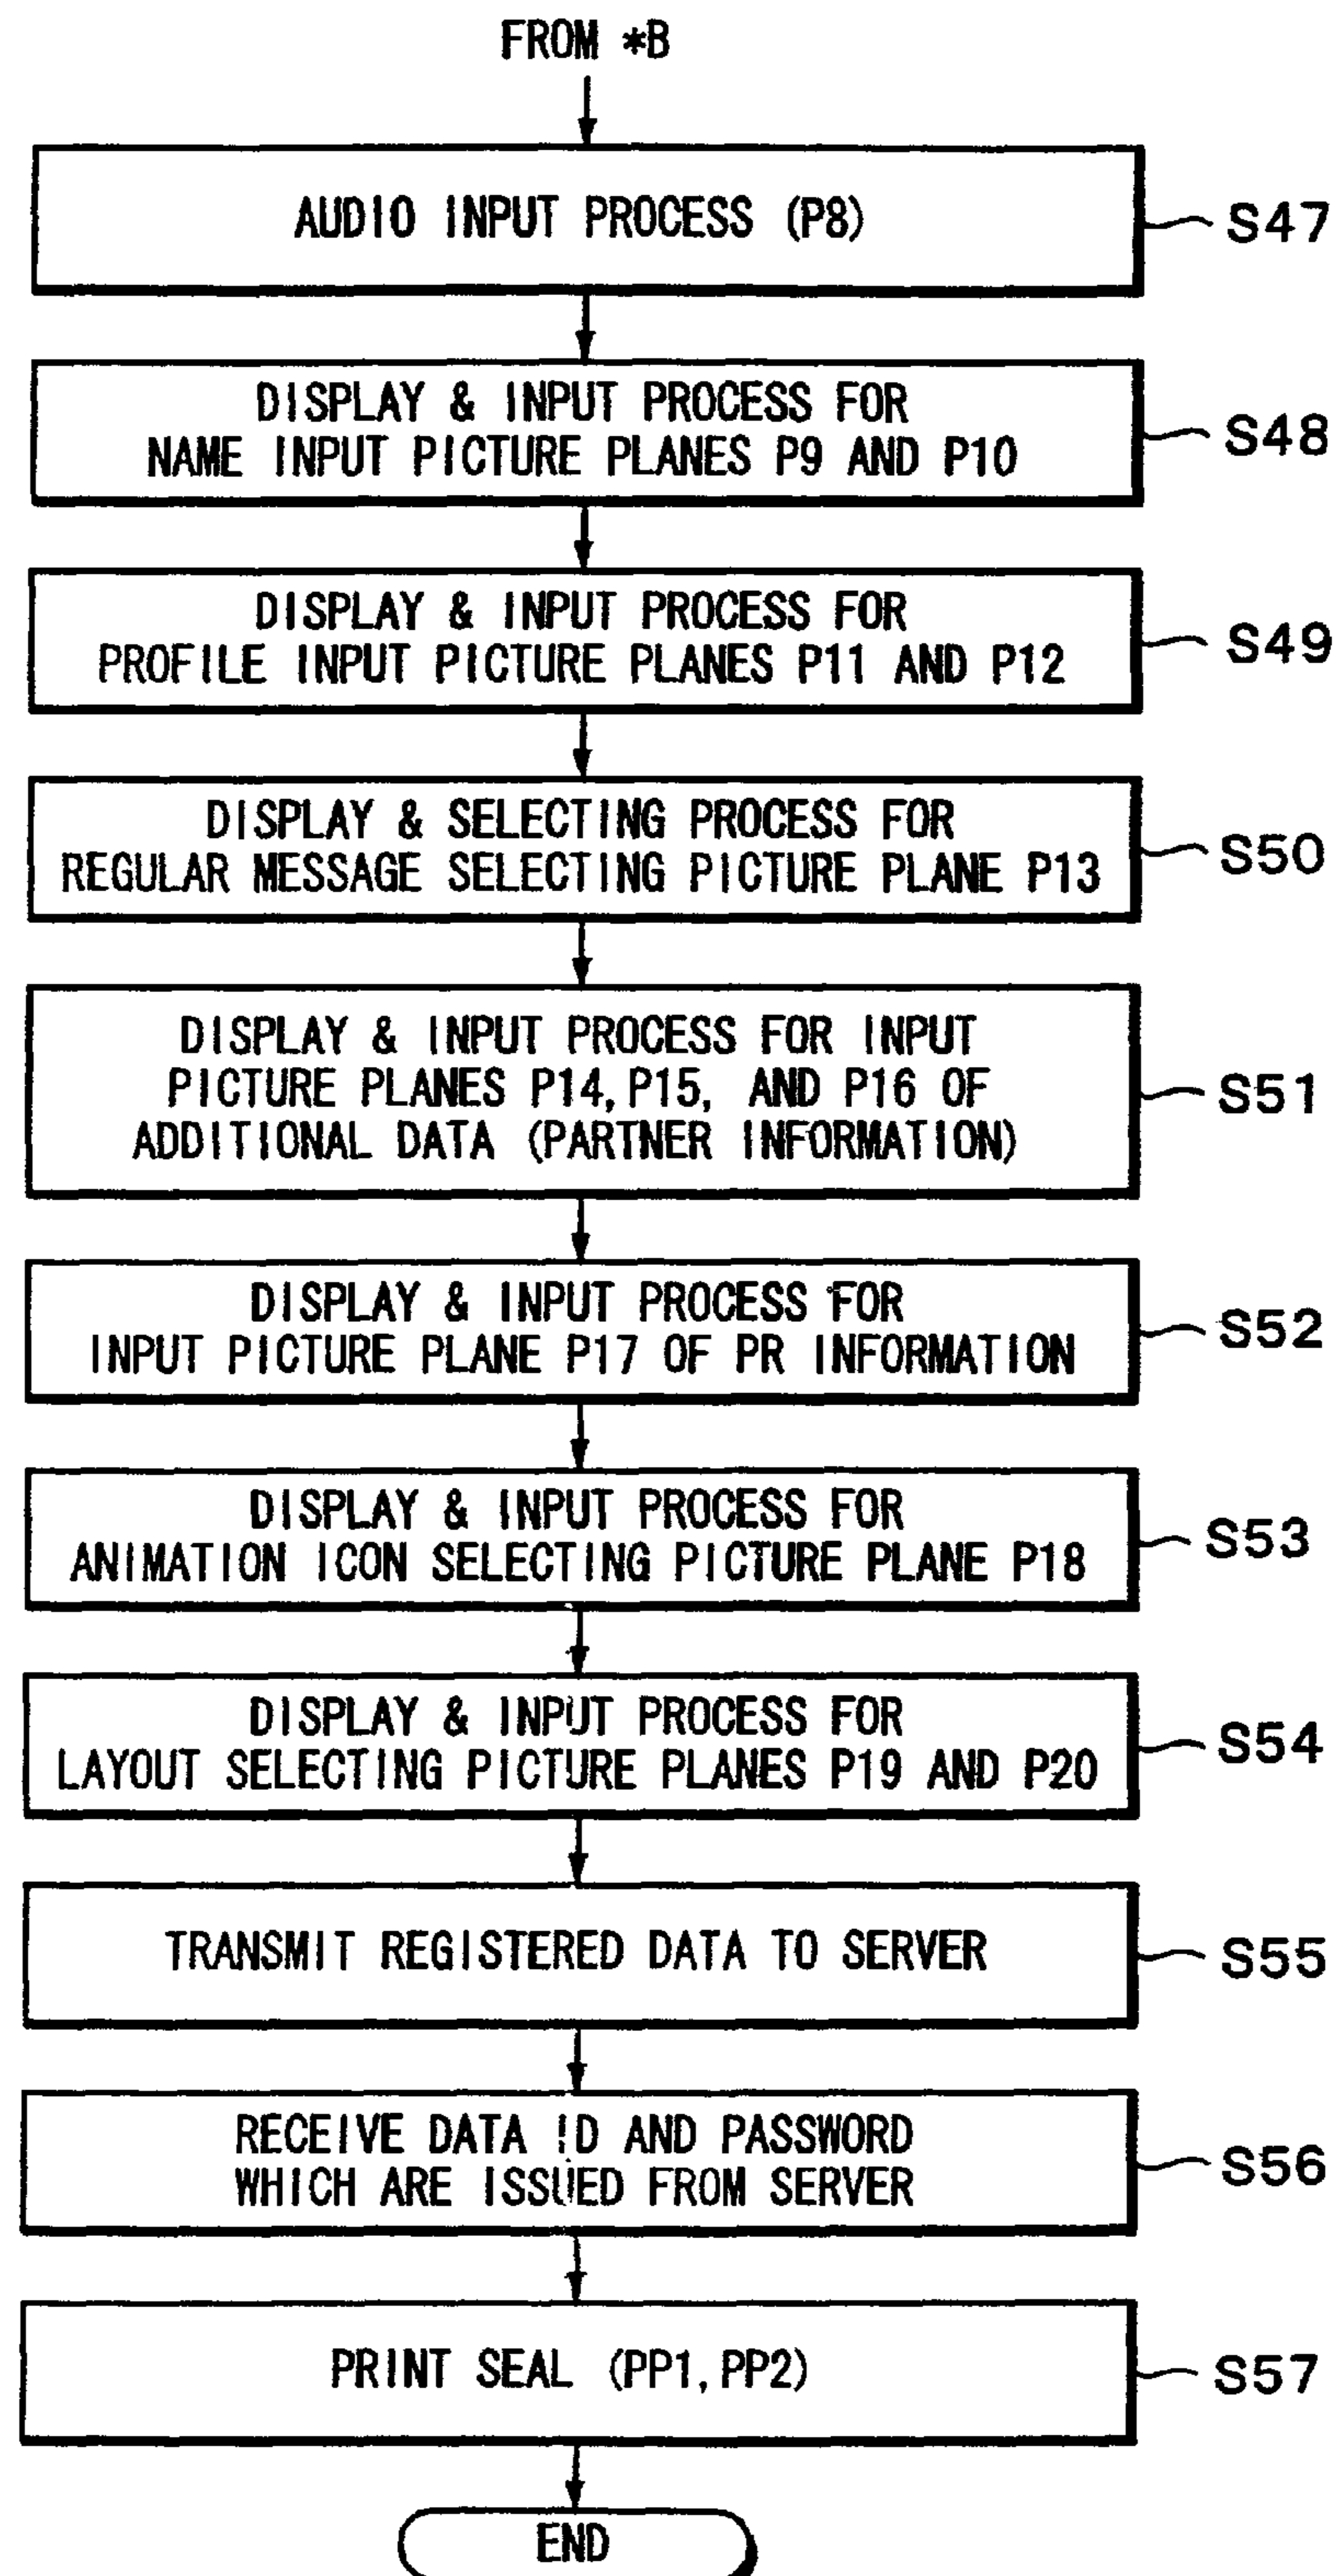 FROM *B
AUDIO INPUT PROCESS (P8)
S47
DISPLAY & INPUT PROCESS FOR
NAME INPUT PICTURE PLANES P9 AND P10
S48
DISPLAY & INPUT PROCESS FOR
PROFILE INPUT PICTURE PLANES P11 AND P12
S49
DISPLAY & SELECTING PROCESS FOR
REGULAR MESSAGE SELECTING PICTURE PLANE P13
S50
DISPLAY & INPUT PROCESS FOR INPUT
PICTURE PLANES P14, P15, AND P16 OF
ADDITIONAL DATA (PARTNER INFORMATION)
S51
DISPLAY & INPUT PROCESS FOR
INPUT PICTURE PLANE P17 OF PR INFORMATION
S52
DISPLAY & INPUT PROCESS FOR
ANIMATION ICON SELECTING PICTURE PLANE P18
S53
DISPLAY & INPUT PROCESS FOR
LAYOUT SELECTING PICTURE PLANES P19 AND P20
S54
TRANSMIT REGISTERED DATA TO SERVER
S55
RECEIVE DATA ID AND PASSWORD
WHICH ARE ISSUED FROM SERVER
S56
PRINT SEAL (PP1, PP2)
S57
END